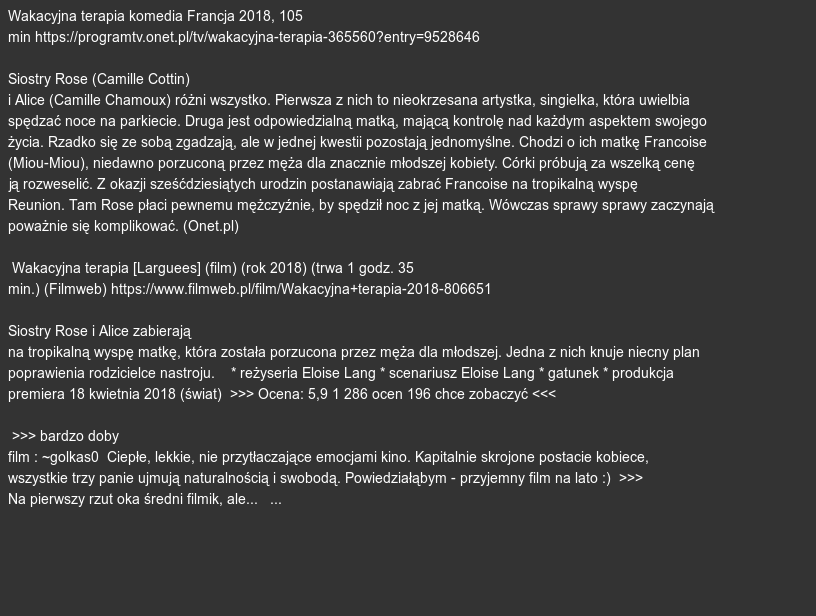 Wakacyjna terapia komedia Francja 2018, 105
min https://programtv.onet.pl/tv/wakacyjna-terapia-365560?entry=9528646
Siostry Rose (Camille Cottin)
i Alice (Camille Chamoux) różni wszystko. Pierwsza z nich to nieokrzesana artystka, singielka, która uwielbia
spędzać noce na parkiecie. Druga jest odpowiedzialną matką, mającą kontrolę nad każdym aspektem swojego
życia. Rzadko się ze sobą zgadzają, ale w jednej kwestii pozostają jednomyślne. Chodzi o ich matkę Francoise
(Miou-Miou), niedawno porzuconą przez męża dla znacznie młodszej kobiety. Córki próbują za wszelką cenę
ją rozweselić. Z okazji sześćdziesiątych urodzin postanawiają zabrać Francoise na tropikalną wyspę
Reunion. Tam Rose płaci pewnemu mężczyźnie, by spędził noc z jej matką. Wówczas sprawy sprawy zaczynają
poważnie się komplikować. (Onet.pl)
Wakacyjna terapia [Larguees] (film) (rok 2018) (trwa 1 godz. 35
min.) (Filmweb) https://www.filmweb.pl/film/Wakacyjna+terapia-2018-806651
Siostry Rose i Alice zabierają
na tropikalną wyspę matkę, która została porzucona przez męża dla młodszej. Jedna z nich knuje niecny plan
poprawienia rodzicielce nastroju.    * reżyseria Eloise Lang * scenariusz Eloise Lang * gatunek * produkcja
premiera 18 kwietnia 2018 (świat)  >>> Ocena: 5,9 1 286 ocen 196 chce zobaczyć <<<
>>> bardzo doby
film : ~golkas0  Ciepłe, lekkie, nie przytłaczające emocjami kino. Kapitalnie skrojone postacie kobiece,
wszystkie trzy panie ujmują naturalnością i swobodą. Powiedziałąbym - przyjemny film na lato :)  >>>
Na pierwszy rzut oka średni filmik, ale...   ...